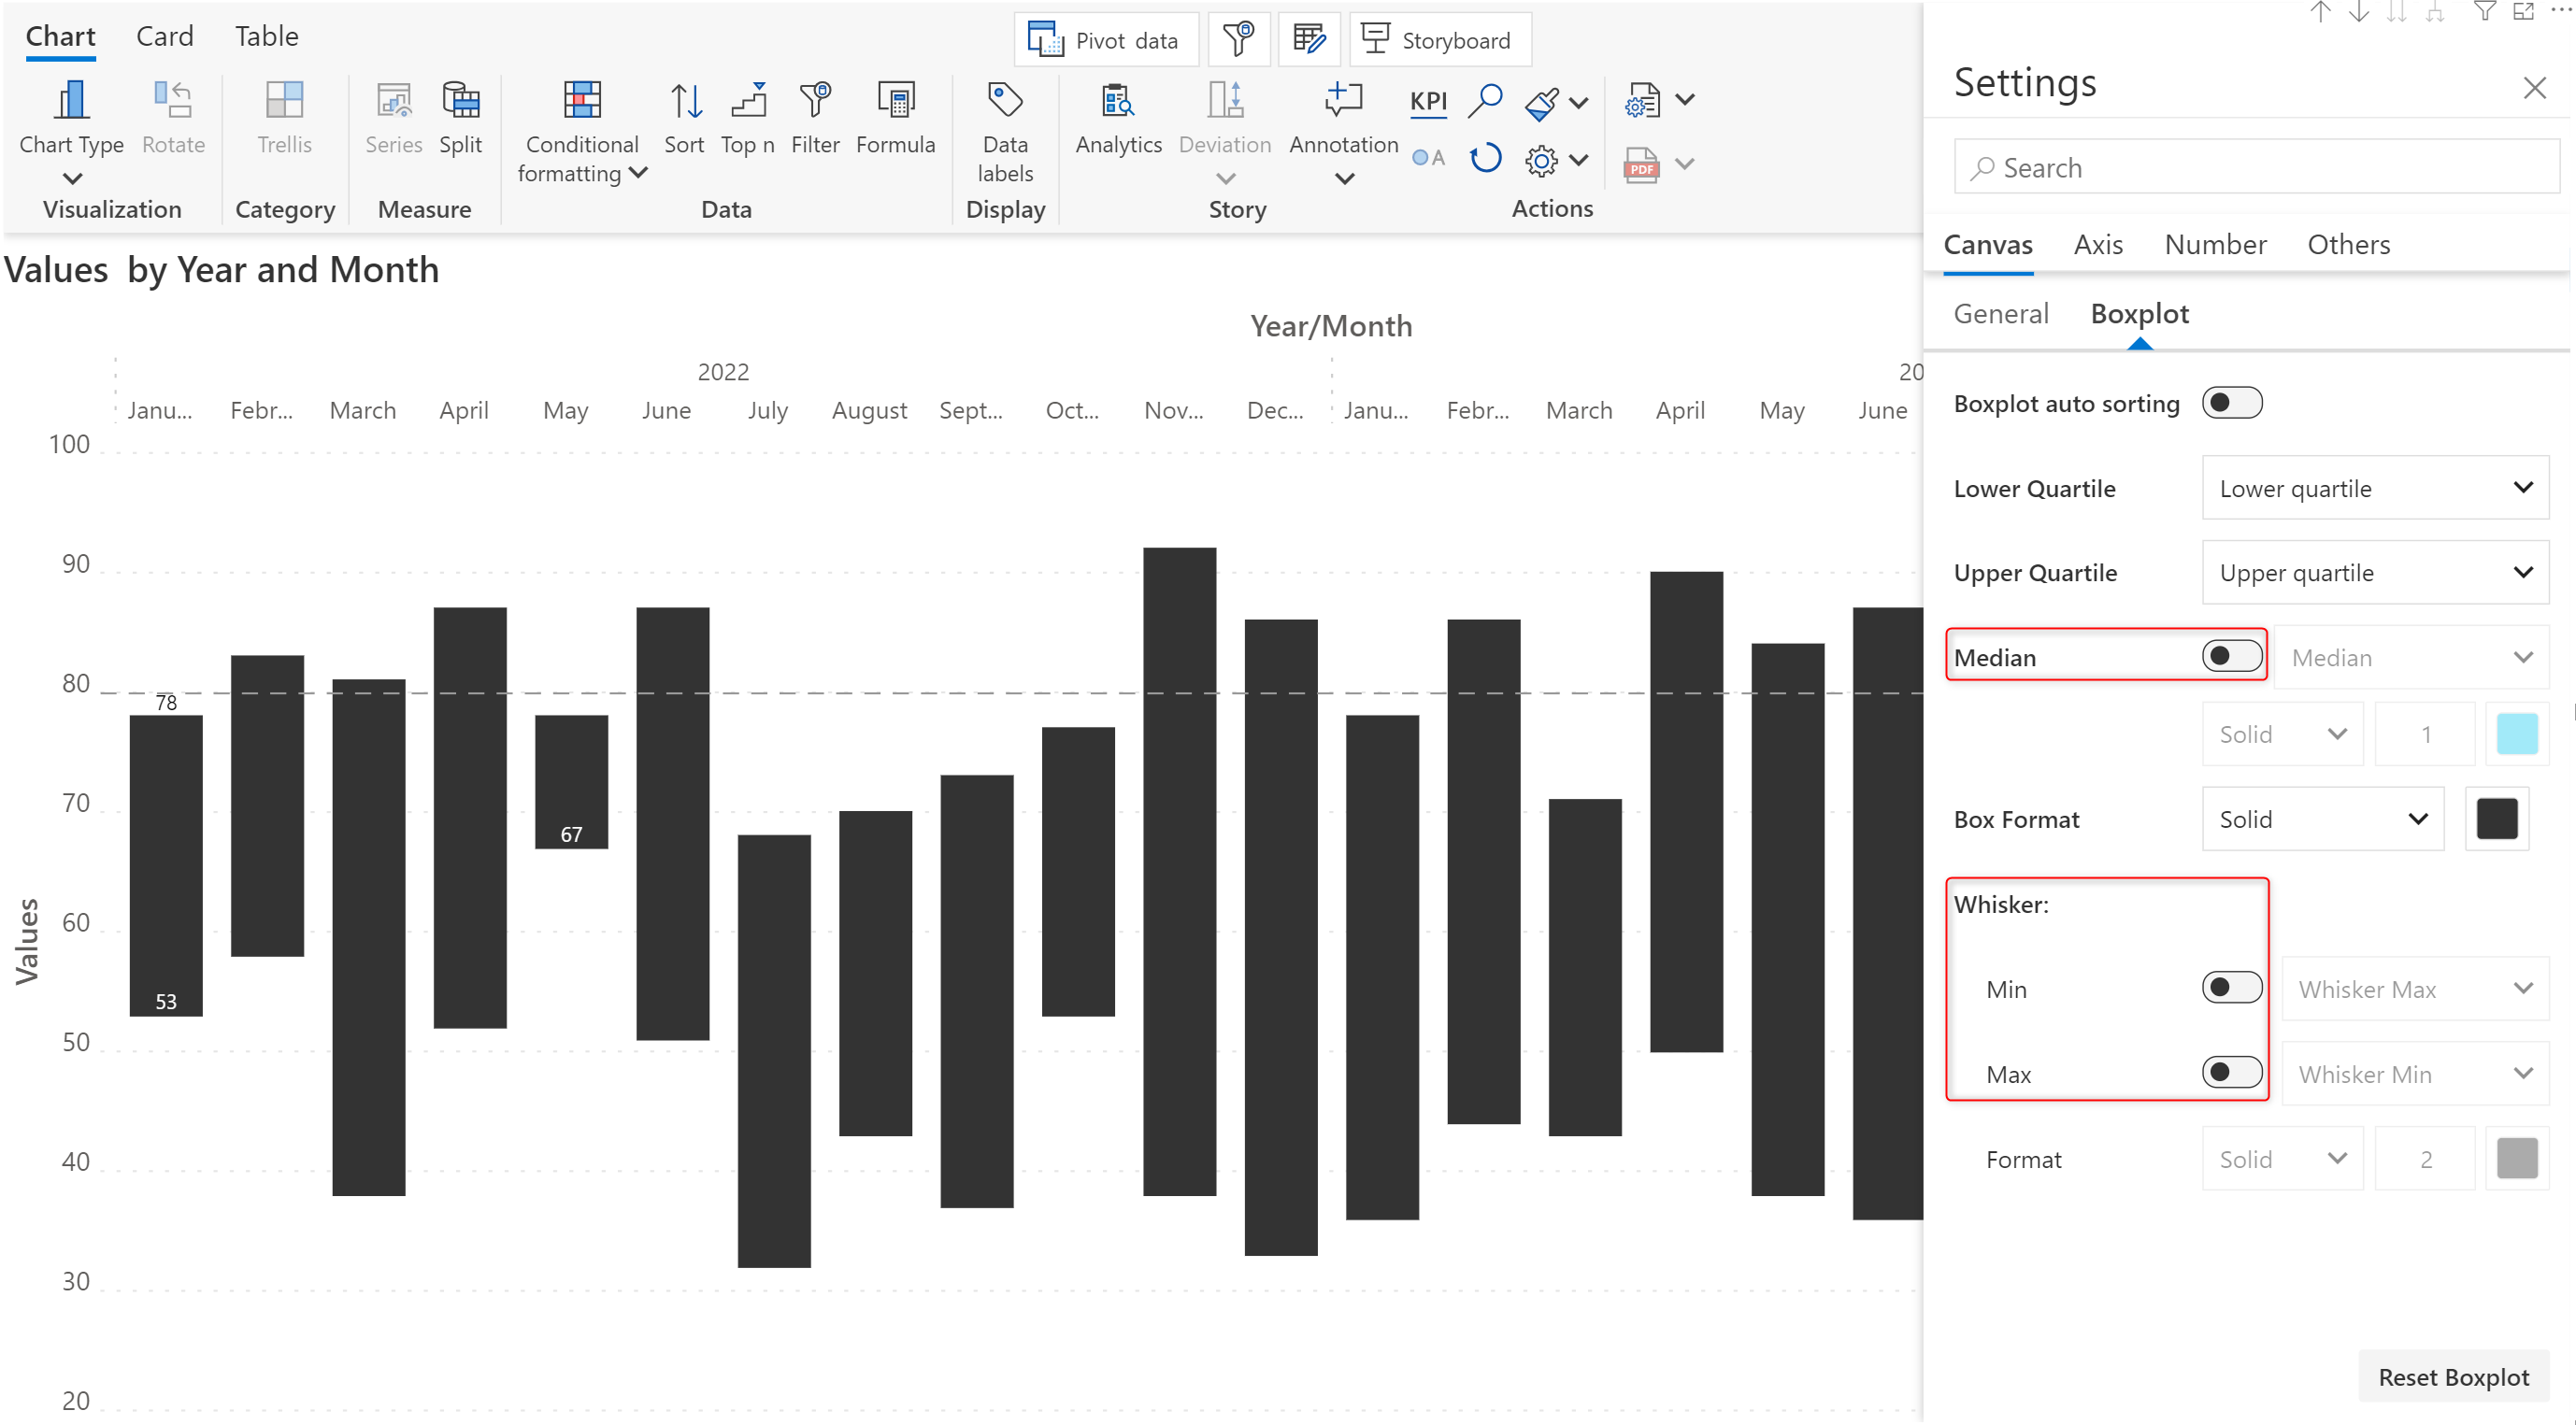 Chart Card Table
Pivot data Storyboard
Chart Type Rotate Trellis Series Split Conditional formatting Sort Top n Filter Formula Data labels Analytics Deviation Annotation KPI A PDF
Visualization Category Measure Data Display Story Actions
Values by Year and Month
Year/Month
2022 20
Janu... Febr... March April May June July August Sept... Oct... Nov... Dec... Janu... Febr... March April May June
100
90
80
70
60
50
40
30
20
Values
78
53
67
Settings
Search
Canvas Axis Number Others
General Boxplot
Boxplot auto sorting
Lower Quartile Lower quartile
Upper Quartile Upper quartile
Median Median
Solid 1
Box Format Solid
Whisker:
Min Whisker Max
Max Whisker Min
Format Solid 2
Reset Boxplot